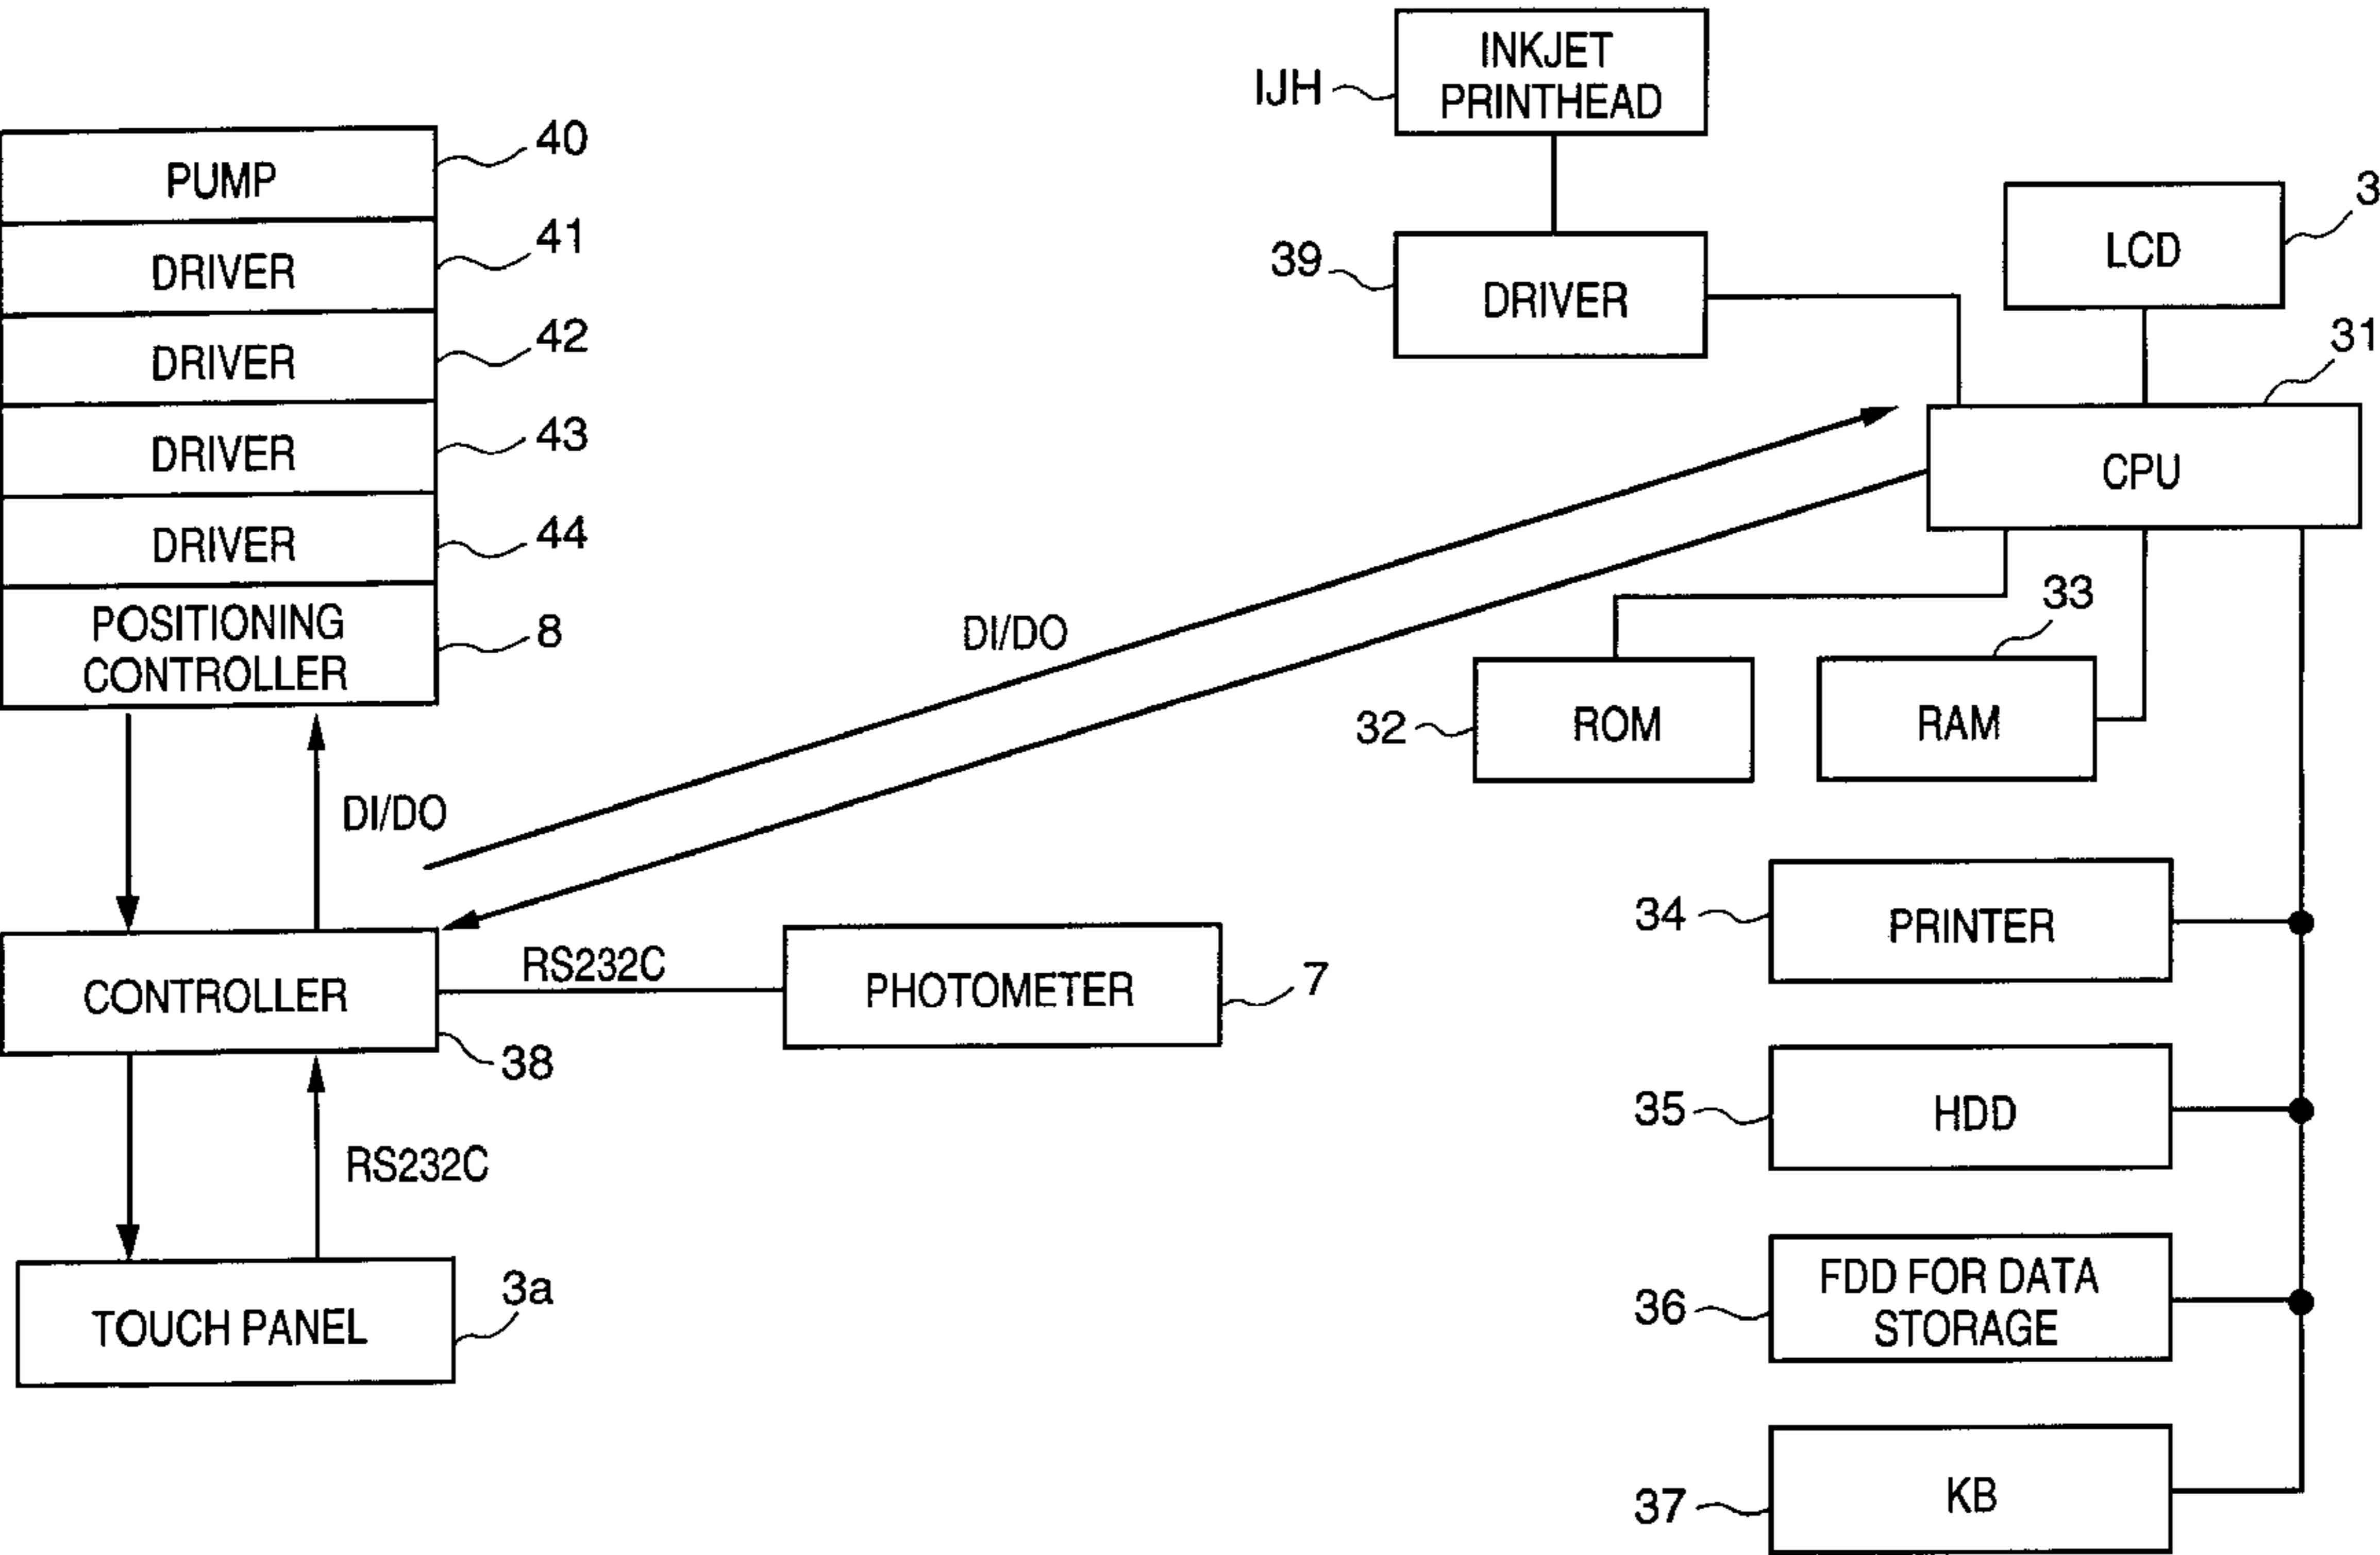 INKJET
PRINTHEAD
IJH
40
PUMP
3
LCD
41
DRIVER
39
DRIVER
42
DRIVER
31
CPU
43
DRIVER
44
DRIVER
POSITIONING
CONTROLLER
8
DI/DO
33
32
ROM
RAM
DI/DO
34
PRINTER
CONTROLLER
38
RS232C
PHOTOMETER
7
35
HDD
RS232C
3a
TOUCH PANEL
36
FDD FOR DATA
STORAGE
37
KB